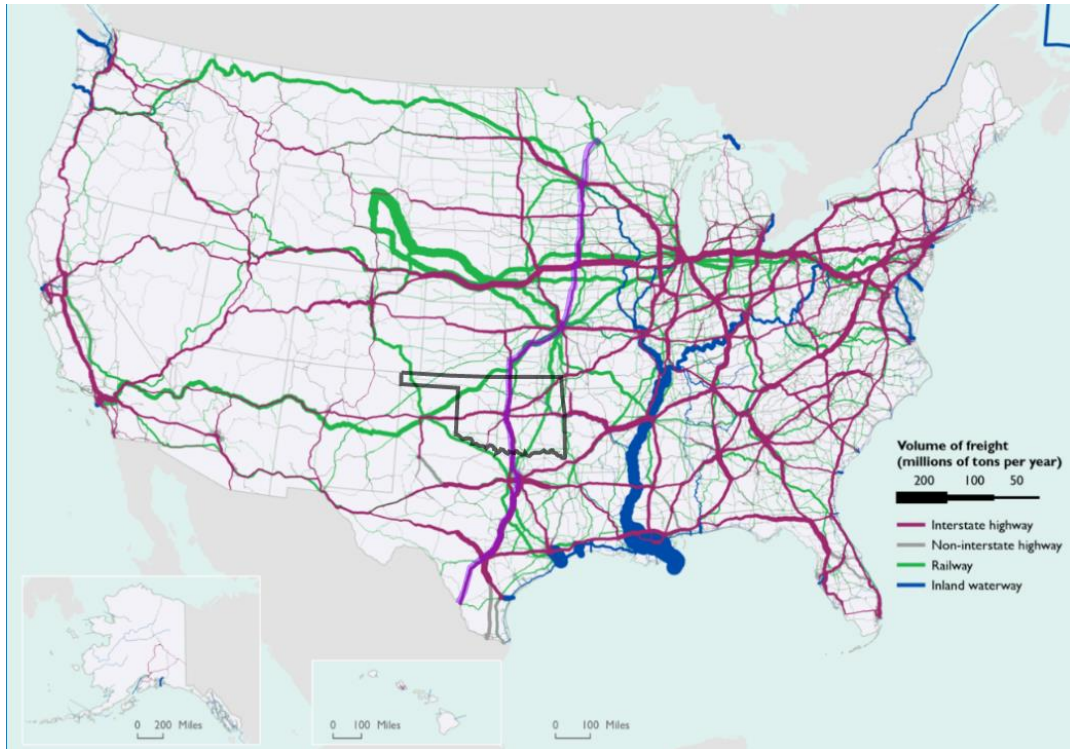 Volume of freight
(millions of tons per year)
200 100 50
Interstate highway
Non-interstate highway
Railway
Inland waterway
0 200 Miles
0 100 Miles
0 100 Miles